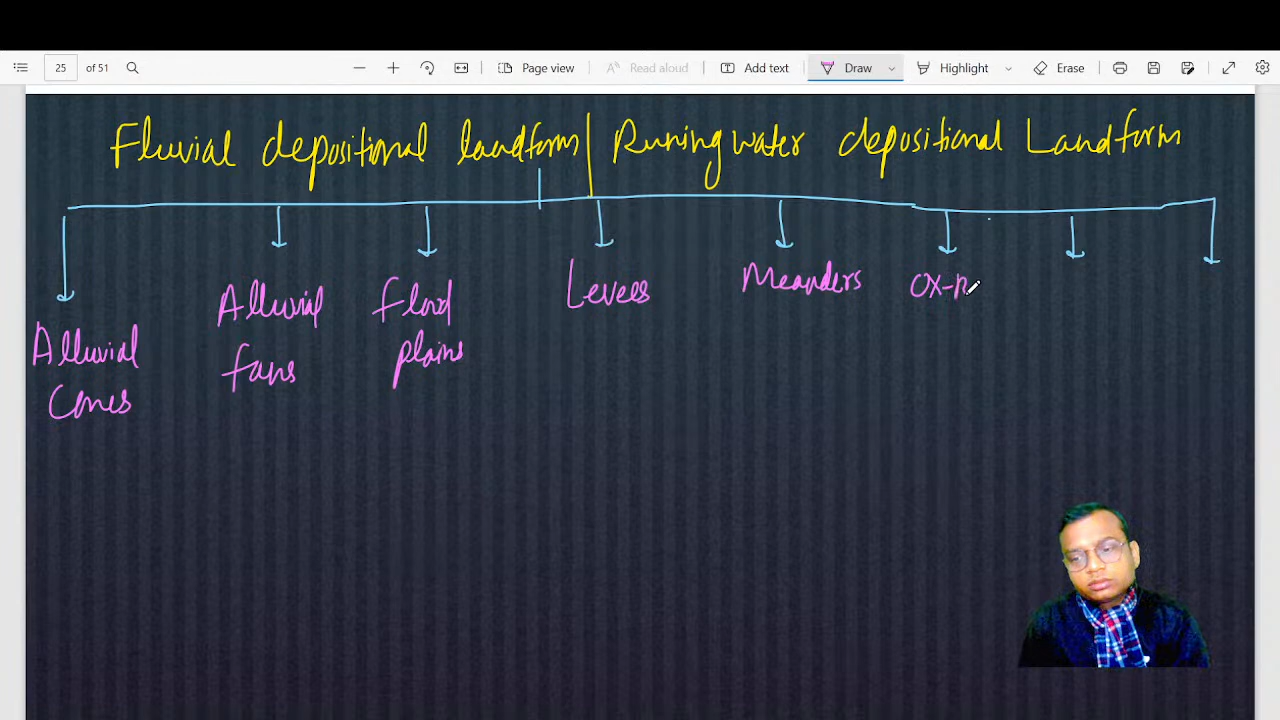 25 of 51 Page view Read aloud Add text Draw Highlight Erase
Fluvial depositional landform | Runing water depositional Landform
Alluvial
Cones
Alluvial
fans
Flood
plains
Levees
Meanders